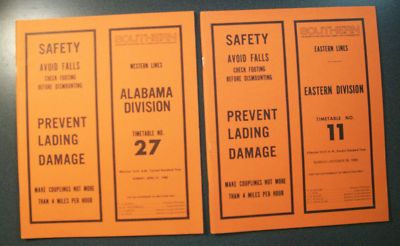 SAFETY
AVOID FALLS
CHECK FOOTING
BEFORE DISMOUNTING
PREVENT
LADING
DAMAGE
MAKE COUPLINGS NOT MORE
THAN 4 MILES PER HOUR
SOUTHERN
WESTERN LINES
ALABAMA
DIVISION
TIMETABLE NO.
27
SAFETY
AVOID FALLS
CHECK FOOTING
BEFORE DISMOUNTING
PREVENT
LADING
DAMAGE
MAKE COUPLINGS NOT MORE
THAN 4 MILES PER HOUR
SOUTHERN
EASTERN LINES
EASTERN DIVISION
TIMETABLE NO.
11